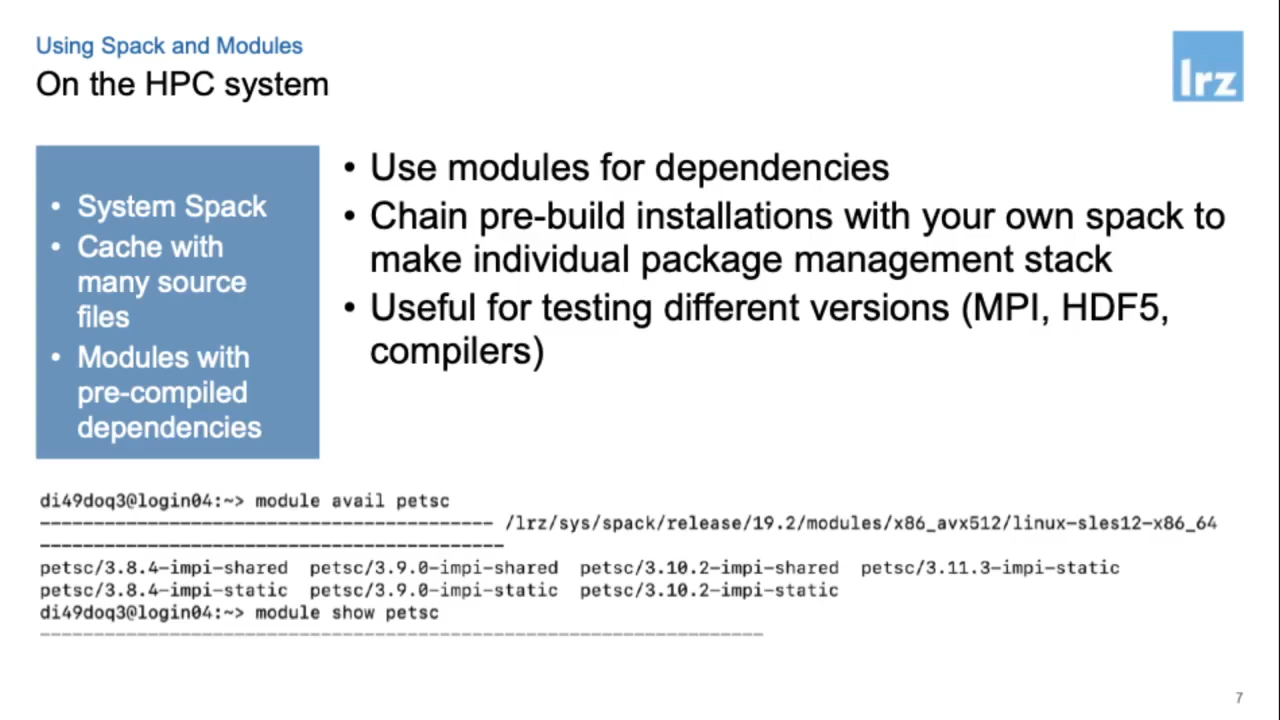 Using Spack and Modules
On the HPC system
lrz
• System Spack
• Cache with
many source
files
• Modules with
pre-compiled
dependencies
• Use modules for dependencies
• Chain pre-build installations with your own spack to
make individual package management stack
• Useful for testing different versions (MPI, HDF5,
compilers)
di49doq3@login04:~> module avail petsc
------------------------------------------ /lrz/sys/spack/release/19.2/modules/x86_avx512/linux-sles12-x86_64
-------------------------------------------
petsc/3.8.4-impi-shared petsc/3.9.0-impi-shared petsc/3.10.2-impi-shared petsc/3.11.3-impi-static
petsc/3.8.4-impi-static petsc/3.9.0-impi-static petsc/3.10.2-impi-static
di49doq3@login04:~> module show petsc
-------------------------------------------------------------------
7